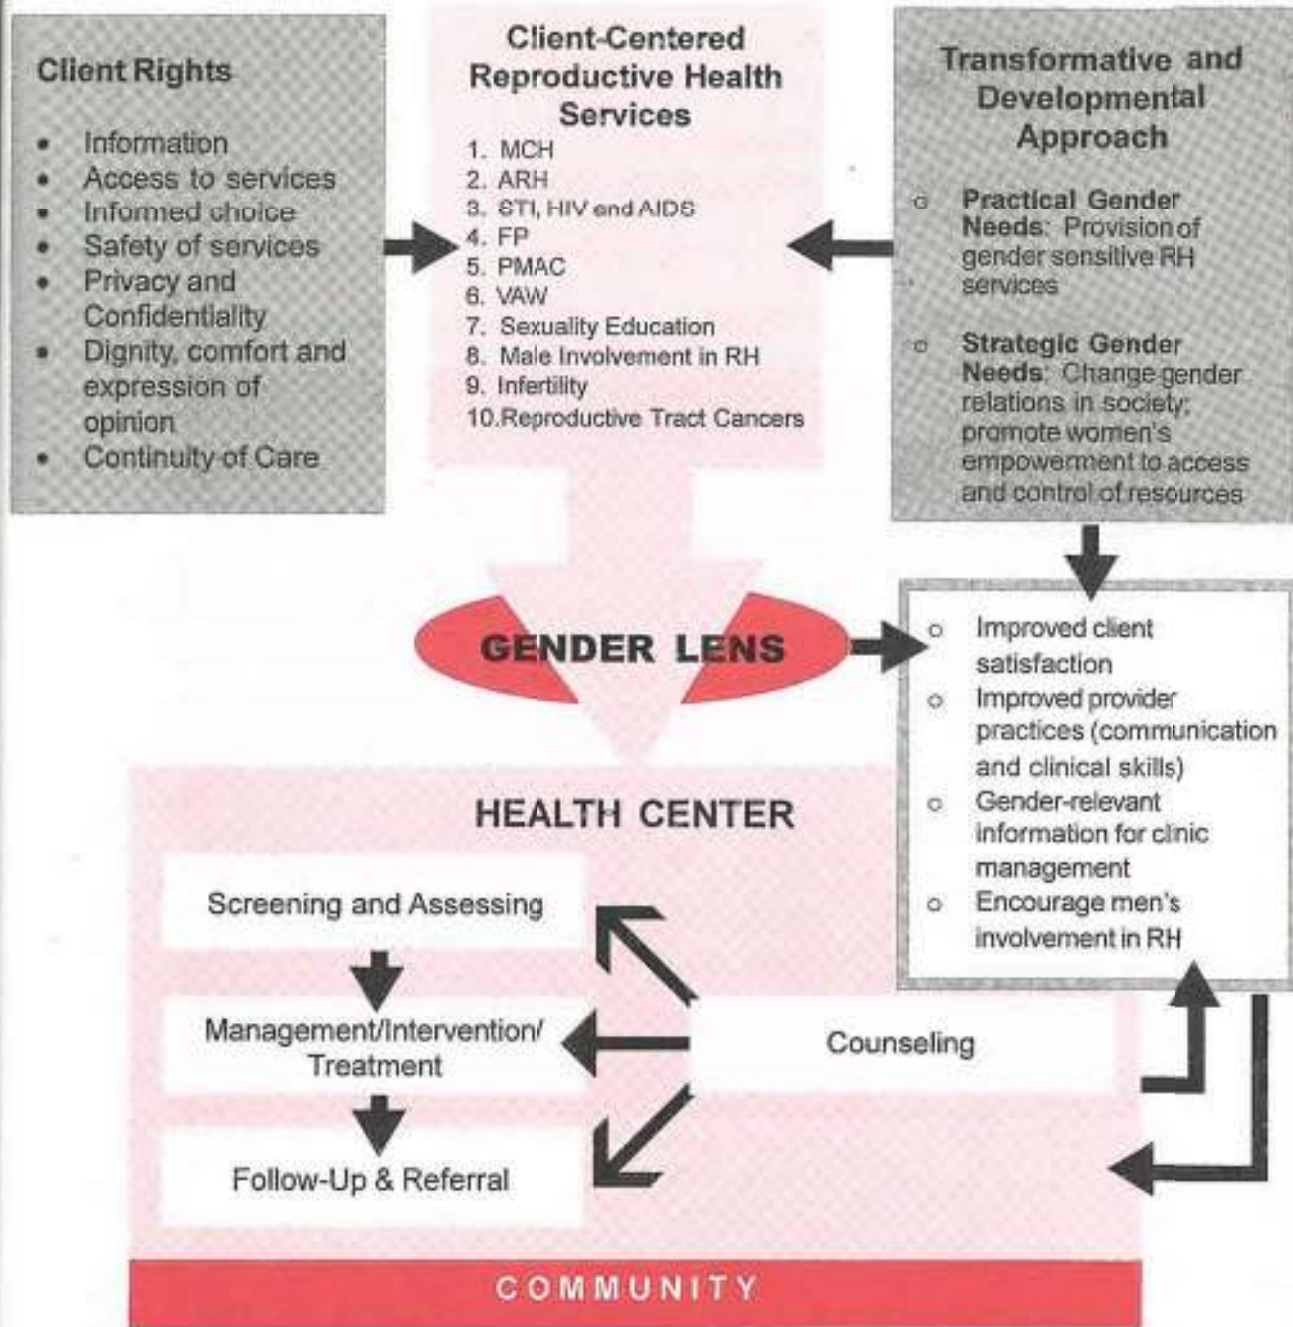 Client Rights
• Information
• Access to services
• Informed choice
• Safety of services
• Privacy and
Confidentiality
• Dignity, comfort and
expression of
opinion
• Continuity of Care
Client-Centered
Reproductive Health
Services
1. MCH
2. ARH
3. STI, HIV and AIDS
4. FP
5. PMAC
6. VAW
7. Sexuality Education
8. Male Involvement in RH
9. Infertility
10.Reproductive Tract Cancers
Transformative and
Developmental
Approach
o Practical Gender
Needs: Provision of
gender sensitive RH
services
o Strategic Gender
Needs: Change gender
relations in society;
promote women's
empowerment to access
and control of resources
GENDER LENS
o Improved client
satisfaction
o Improved provider
practices (communication
and clinical skills)
o Gender-relevant
information for clinic
management
o Encourage men's
involvement in RH
HEALTH CENTER
Screening and Assessing
Management/Intervention/
Treatment
Counseling
Follow-Up & Referral
COMMUNITY